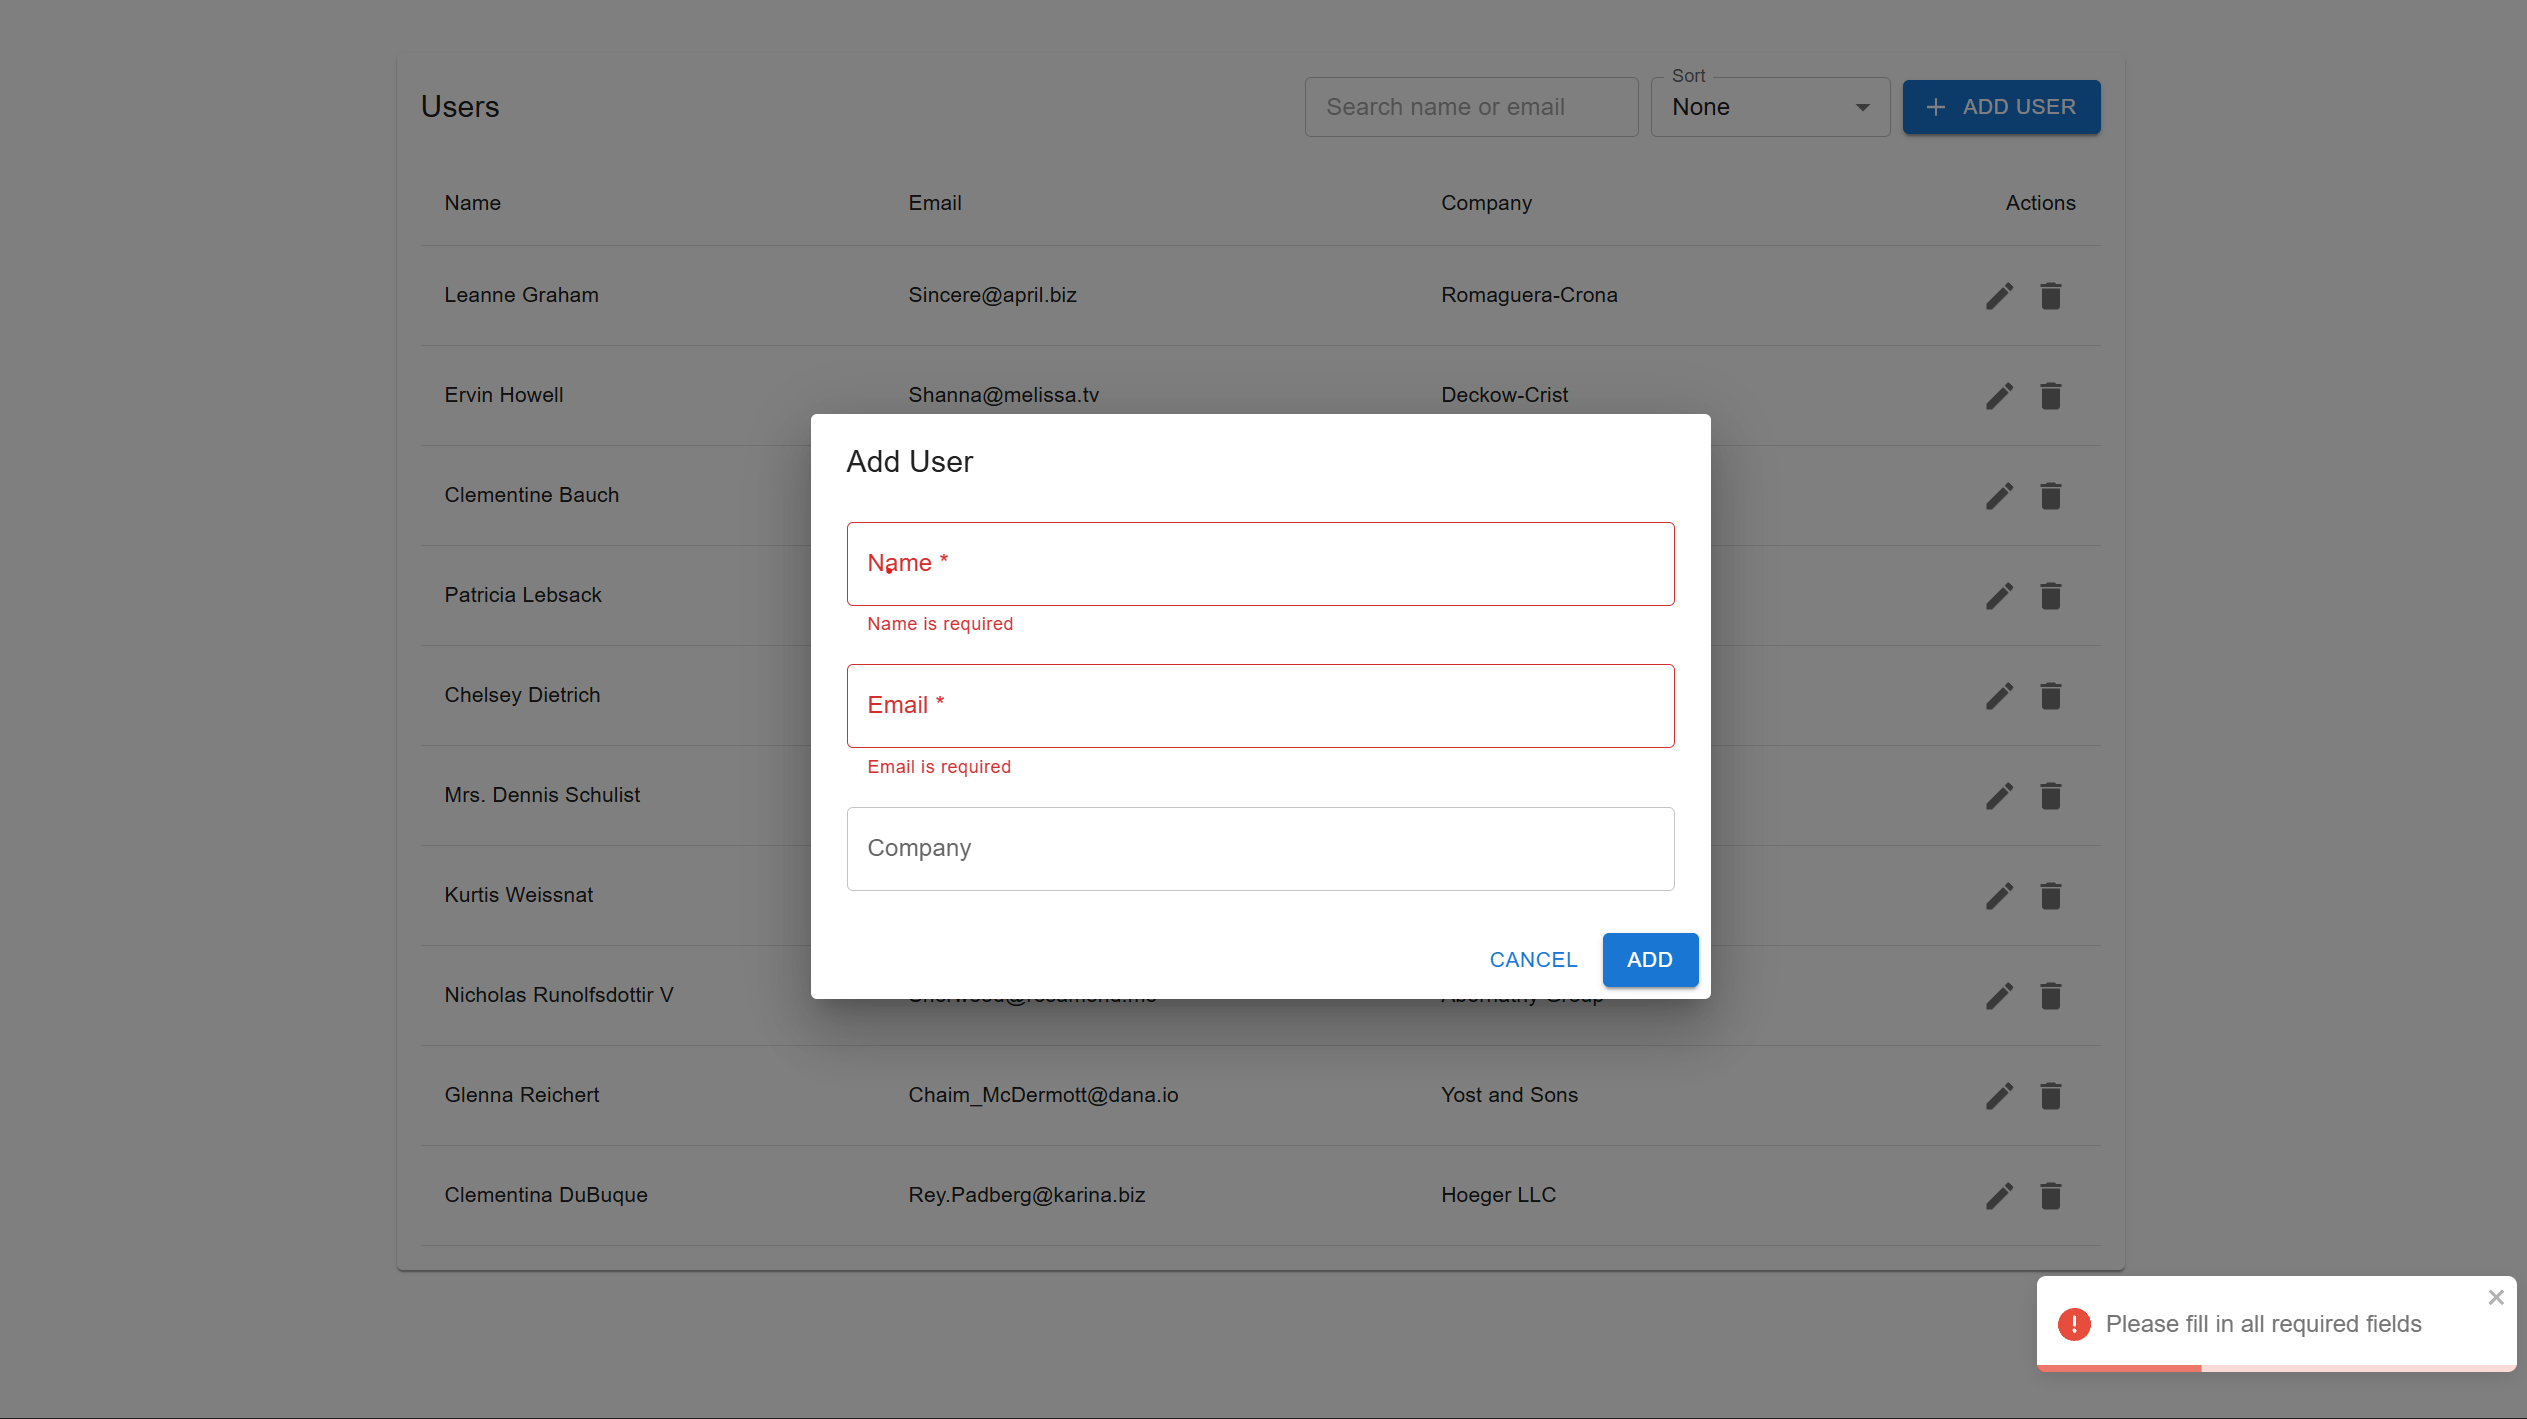 Users
Search name or email
Sort
None
ADD USER
Name Email Company Actions
Leanne Graham Sincere@april.biz Romaguera-Crona
Ervin Howell Shanna@melissa.tv Deckow-Crist
Clementine Bauch
Patricia Lebsack
Chelsey Dietrich
Mrs. Dennis Schulist
Kurtis Weissnat
Nicholas Runolfsdottir V
Glenna Reichert Chaim_McDermott@dana.io Yost and Sons
Clementina DuBuque Rey.Padberg@karina.biz Hoeger LLC
Add User
Name *
Name is required
Email *
Email is required
Company
CANCEL ADD
Please fill in all required fields